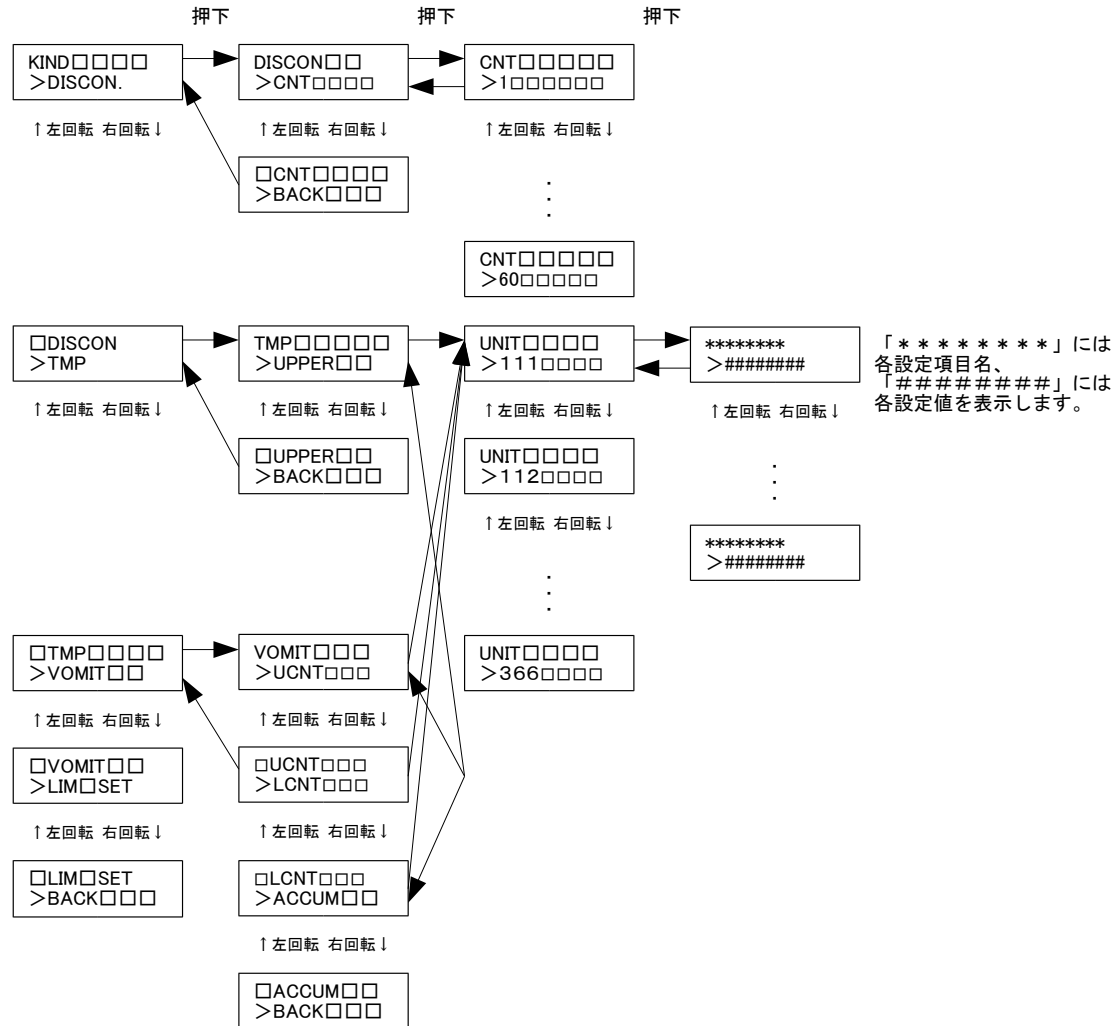 押下 押下 押下
KIND□□□□ DISCON□□ CNT□□□□□
＞DISCON. ＞CNT□□□□ ＞1□□□□□□
↑左回転 右回転↓ ↑左回転 右回転↓ ↑左回転 右回転↓
□CNT□□□□
＞BACK□□□
・
・
・
CNT□□□□□
＞60□□□□□
□DISCON TMP□□□□□ UNIT□□□□ ********
＞TMP ＞UPPER□□ ＞111□□□□ ＞########
「＊＊＊＊＊＊＊＊」には
各設定項目名、
「＃＃＃＃＃＃＃＃」には
各設定値を表示します。
↑左回転 右回転↓ ↑左回転 右回転↓ ↑左回転 右回転↓ ↑左回転 右回転↓
□UPPER□□ UNIT□□□□
＞BACK□□□ ＞112□□□□
・
・
・
↑左回転 右回転↓
********
＞########
・
・
・
□TMP□□□□ VOMIT□□□ UNIT□□□□
＞VOMIT□□ ＞UCNT□□□ ＞366□□□□
↑左回転 右回転↓ ↑左回転 右回転↓
□VOMIT□□ □UCNT□□□
＞LIM□SET ＞LCNT□□□
↑左回転 右回転↓ ↑左回転 右回転↓
□LIM□SET □LCNT□□□
＞BACK□□□ ＞ACCUM□□
↑左回転 右回転↓
□ACCUM□□
＞BACK□□□